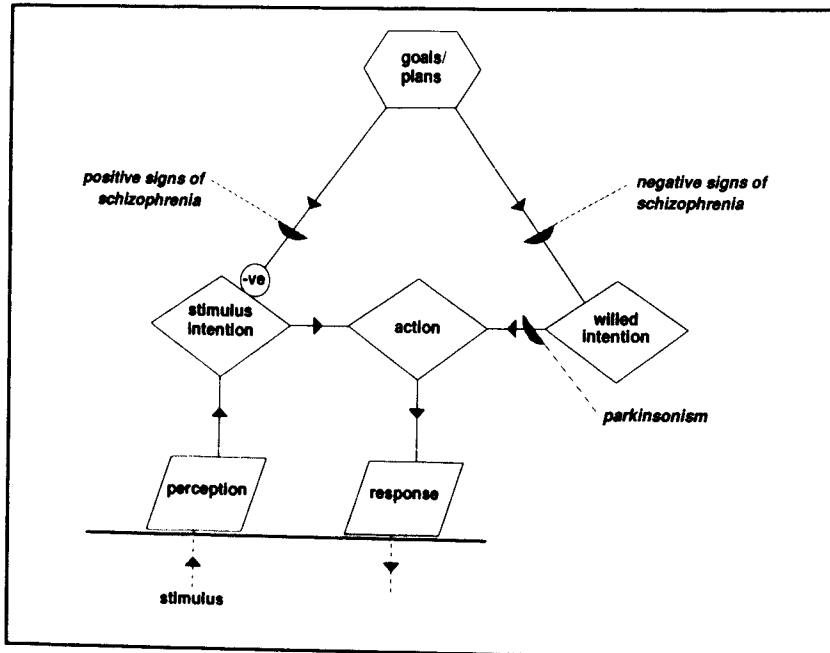 goals/
plans
positive signs of
schizophrenia
negative signs of
schizophrenia
-ve
stimulus
intention
action
willed
intention
parkinsonism
perception
response
stimulus